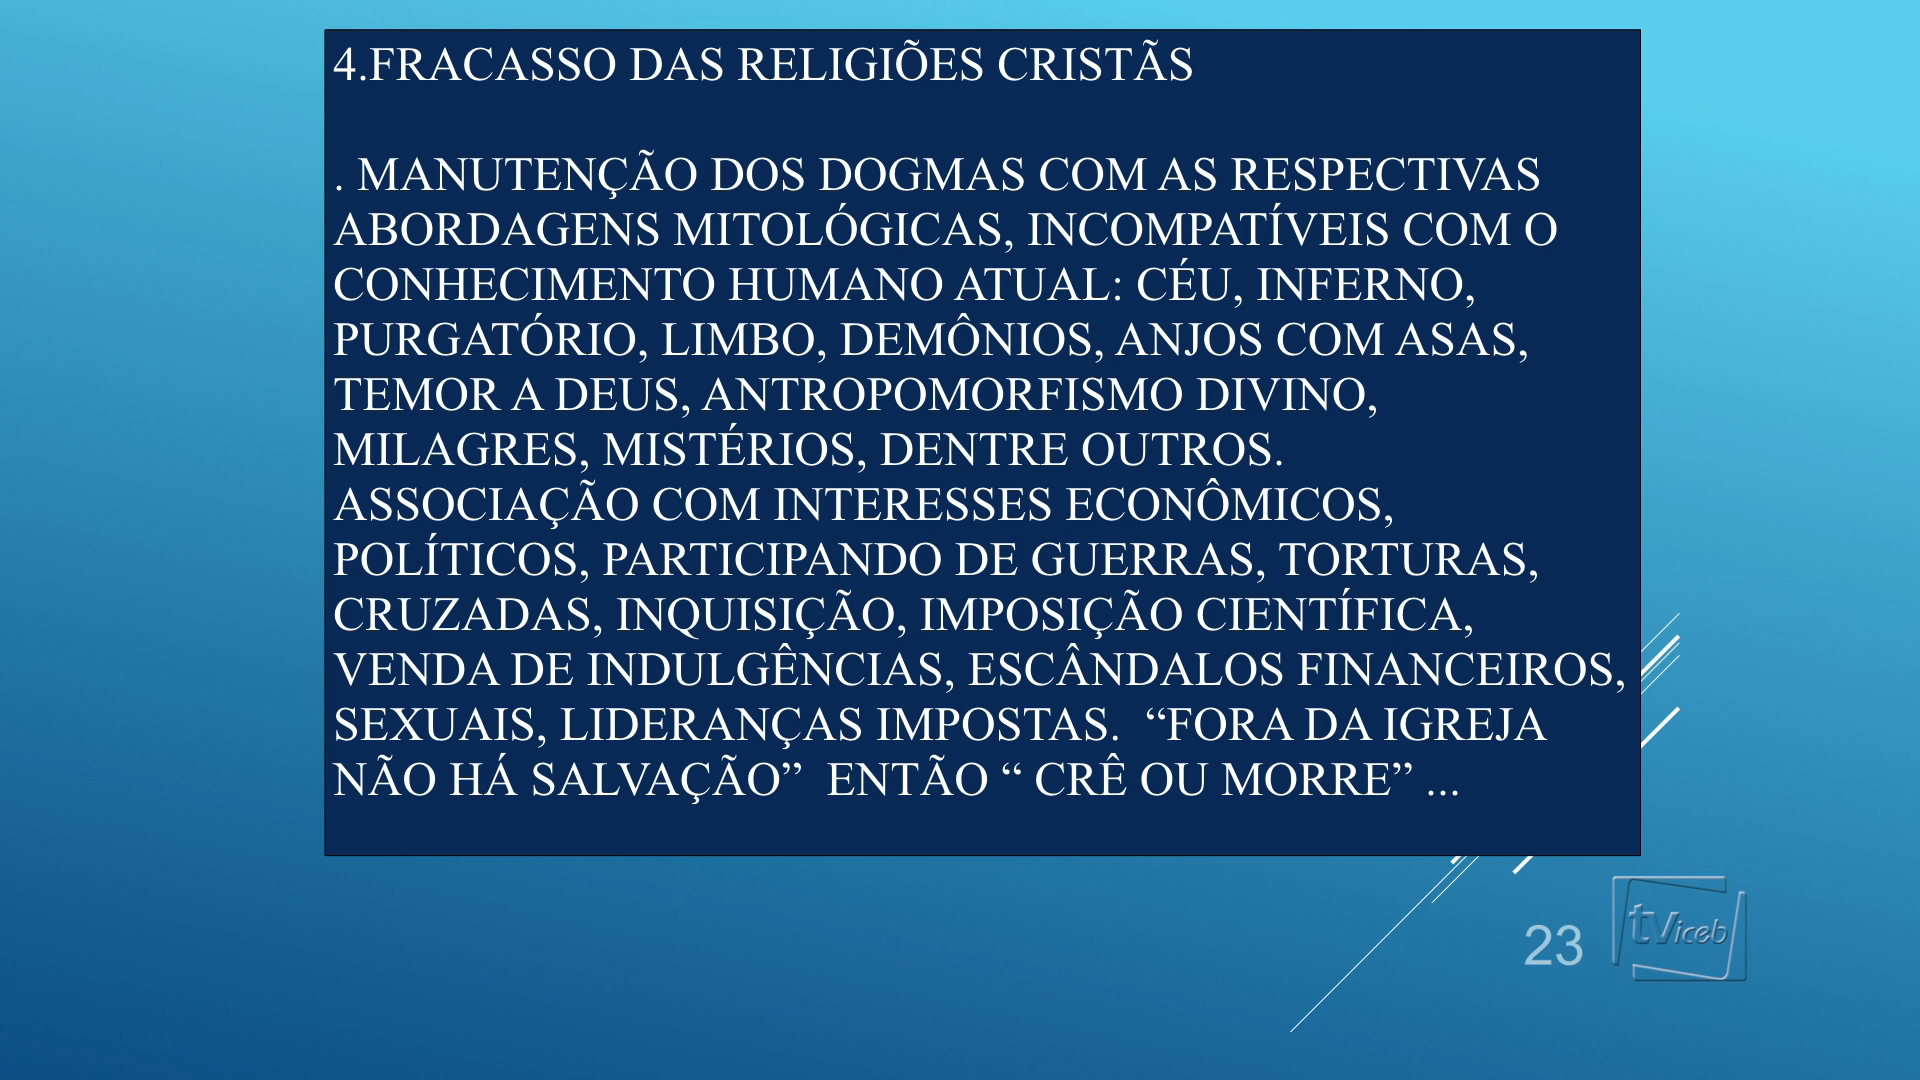 4.FRACASSO DAS RELIGIÕES CRISTÃS
. MANUTENÇÃO DOS DOGMAS COM AS RESPECTIVAS
ABORDAGENS MITOLÓGICAS, INCOMPATÍVEIS COM O
CONHECIMENTO HUMANO ATUAL: CÉU, INFERNO,
PURGATÓRIO, LIMBO, DEMÔNIOS, ANJOS COM ASAS,
TEMOR A DEUS, ANTROPOMORFISMO DIVINO,
MILAGRES, MISTÉRIOS, DENTRE OUTROS.
ASSOCIAÇÃO COM INTERESSES ECONÔMICOS,
POLÍTICOS, PARTICIPANDO DE GUERRAS, TORTURAS,
CRUZADAS, INQUISIÇÃO, IMPOSIÇÃO CIENTÍFICA,
VENDA DE INDULGÊNCIAS, ESCÂNDALOS FINANCEIROS,
SEXUAIS, LIDERANÇAS IMPOSTAS.  “FORA DA IGREJA
NÃO HÁ SALVAÇÃO”  ENTÃO “ CRÊ OU MORRE” ...
23
tViceb